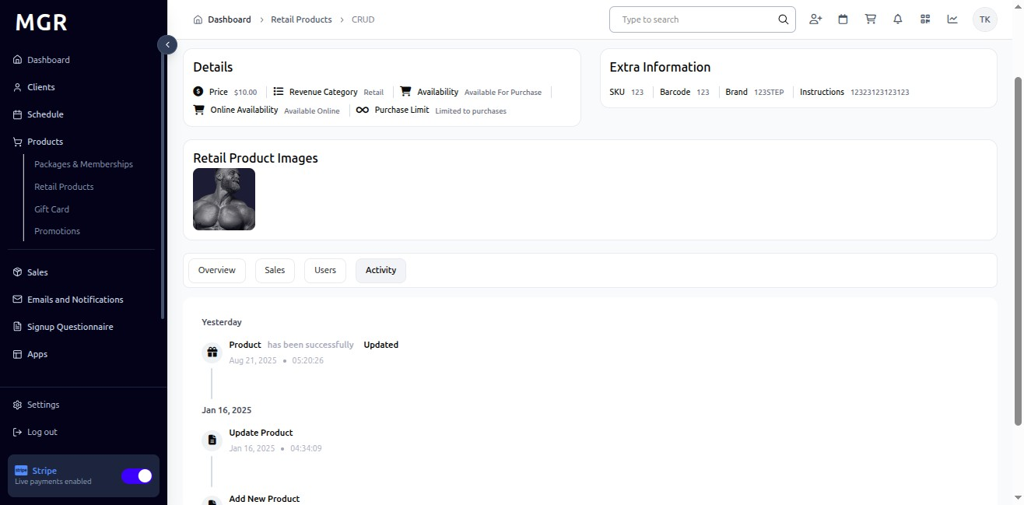 MGR
Dashboard
Clients
Schedule
Products
Packages & Memberships
Retail Products
Gift Card
Promotions
Sales
Emails and Notifications
Signup Questionnaire
Apps
Settings
Log out
stripe Stripe
Live payments enabled
Dashboard > Retail Products > CRUD
Type to search
TK
Details
Price $10.00 Revenue Category Retail Availability Available For Purchase
Online Availability Available Online Purchase Limit Limited to purchases
Extra Information
SKU 123 Barcode 123 Brand 123STEP Instructions 12323123123123
Retail Product Images
Overview Sales Users Activity
Yesterday
Product has been successfully Updated
Aug 21, 2025 • 05:20:26
Jan 16, 2025
Update Product
Jan 16, 2025 • 04:34:09
Add New Product